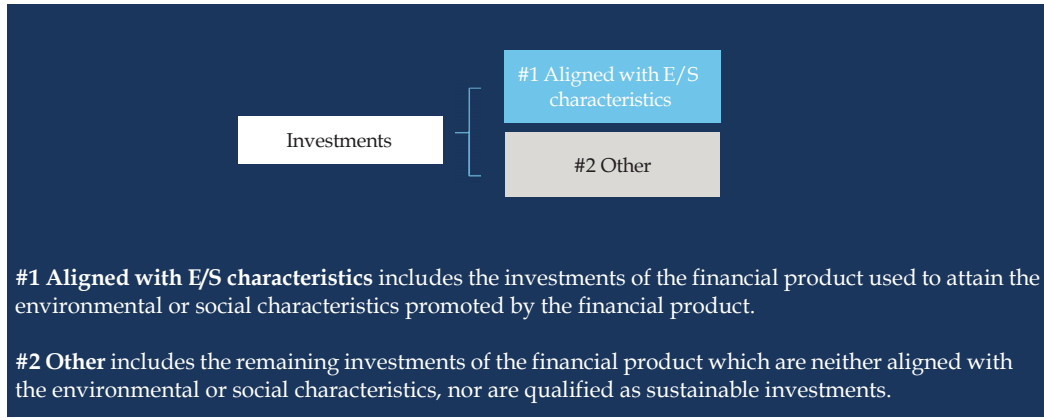 #1 Aligned with E/S
characteristics
Investments
#2 Other
#1 Aligned with E/S characteristics includes the investments of the financial product used to attain the
environmental or social characteristics promoted by the financial product.
#2 Other includes the remaining investments of the financial product which are neither aligned with
the environmental or social characteristics, nor are qualified as sustainable investments.